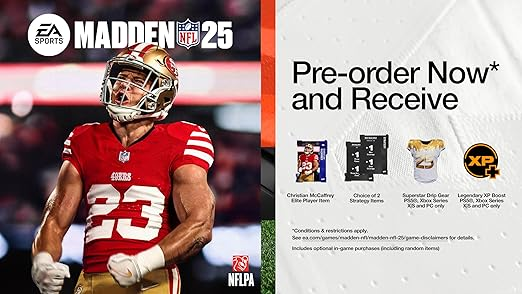 EA
SPORTS
MADDEN NFL 25
49ERS
23
NFLPA
Pre-order Now*
and Receive
Christian McCaffrey
Elite Player Item
Choice of 2
Strategy Items
Superstar Drip Gear
PS5®, Xbox Series
X|S and PC only
XP+
Legendary XP Boost
PS5®, Xbox Series
X|S and PC only
*Conditions & restrictions apply.
See ea.com/games/madden-nfl/madden-nfl-25/game-disclaimers for details.
Includes optional in-game purchases (including random items)